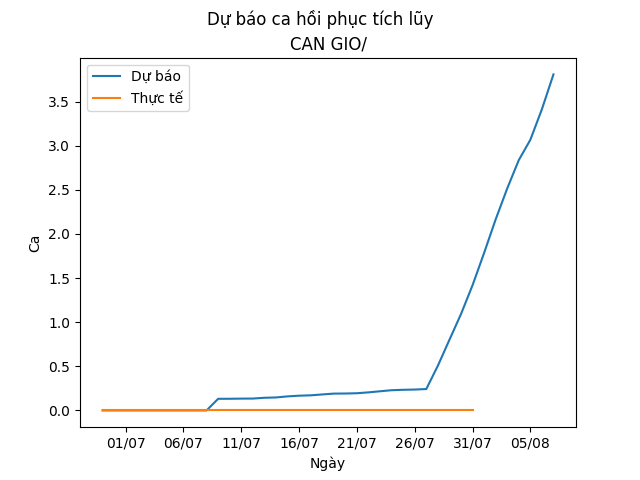 Dự báo ca hồi phục tích lũy
CAN GIO/
Dự báo
Thực tế
3.5
3.0
2.5
2.0
1.5
1.0
0.5
0.0
Ca
01/07 06/07 11/07 16/07 21/07 26/07 31/07 05/08
Ngày